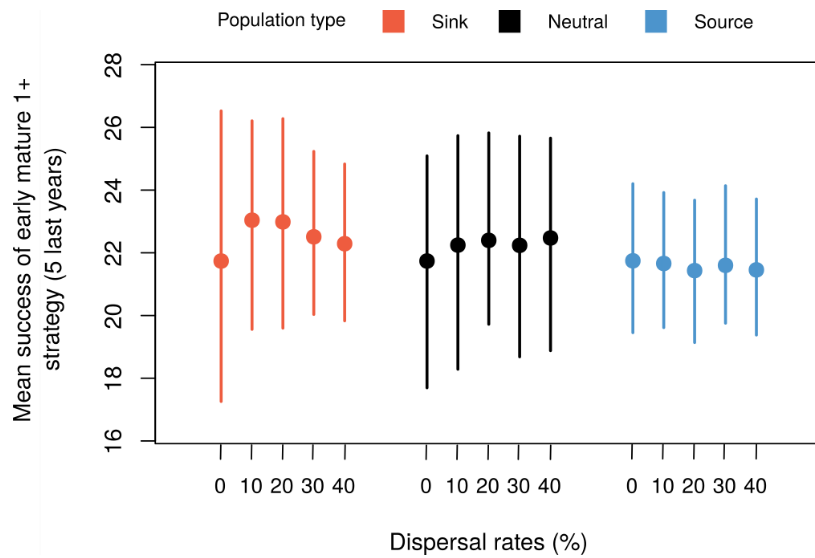 Population type Sink Neutral Source
Mean success of early mature 1+
strategy (5 last years)
28
26
24
22
20
18
16
0 10 20 30 40 0 10 20 30 40 0 10 20 30 40
Dispersal rates (%)